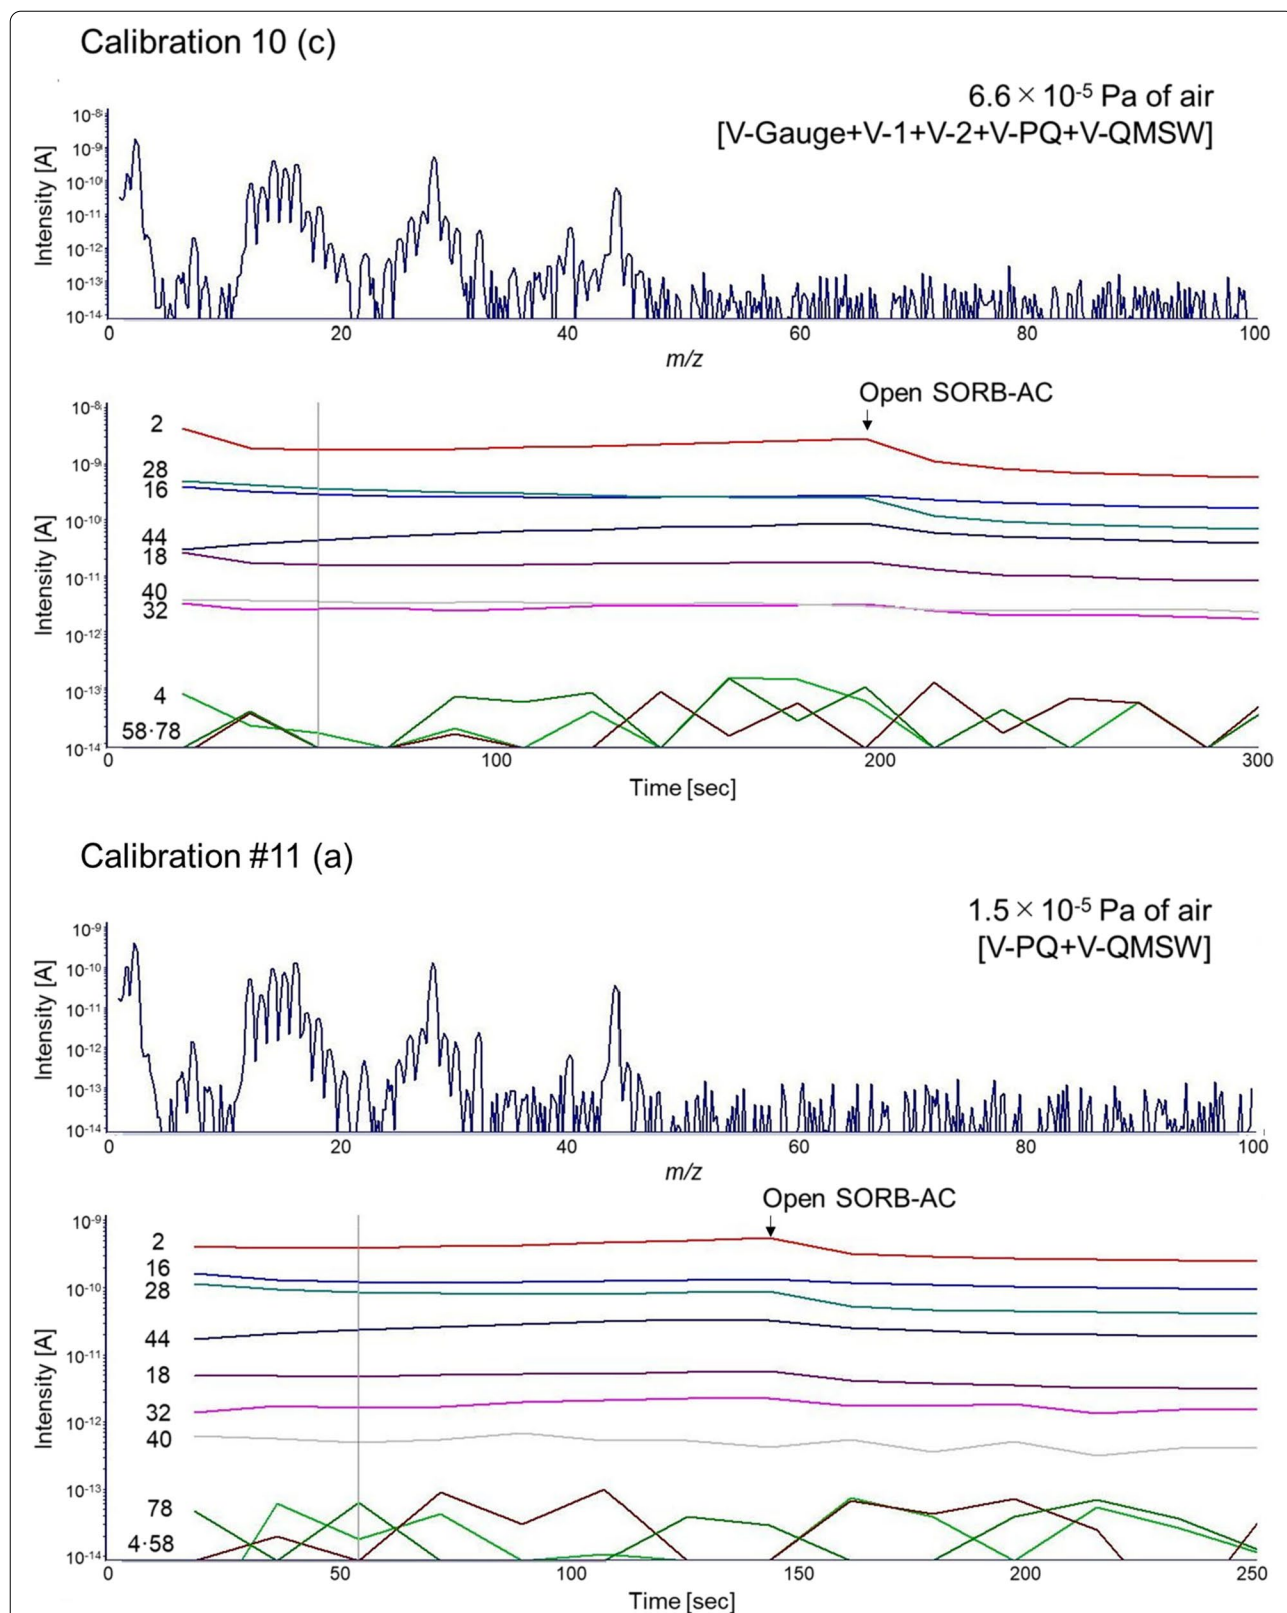 Calibration 10 (c)
6.6×10⁻⁵ Pa of air
[V-Gauge+V-1+V-2+V-PQ+V-QMSW]
Intensity [A]
10⁻⁸
10⁻⁹
10⁻¹⁰
10⁻¹¹
10⁻¹²
10⁻¹³
10⁻¹⁴
0 20 40 60 80 100
m/z
Open SORB-AC
Intensity [A]
10⁻⁸
10⁻⁹
10⁻¹⁰
10⁻¹¹
10⁻¹²
10⁻¹³
10⁻¹⁴
2
28
16
44
18
40
32
4
58·78
0 100 200 300
Time [sec]
Calibration #11 (a)
1.5×10⁻⁵ Pa of air
[V-PQ+V-QMSW]
Intensity [A]
10⁻⁹
10⁻¹⁰
10⁻¹¹
10⁻¹²
10⁻¹³
10⁻¹⁴
0 20 40 60 80 100
m/z
Open SORB-AC
Intensity [A]
10⁻⁹
10⁻¹⁰
10⁻¹¹
10⁻¹²
10⁻¹³
10⁻¹⁴
2
16
28
44
18
32
40
78
4·58
0 50 100 150 200 250
Time [sec]